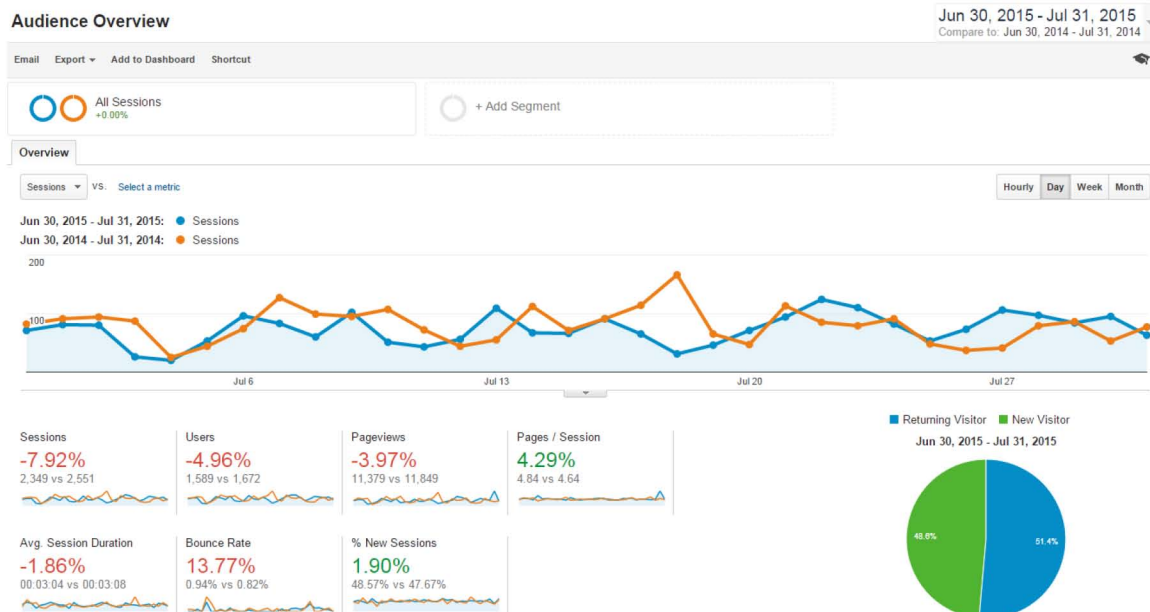 Audience Overview
Jun 30, 2015 - Jul 31, 2015
Compare to: Jun 30, 2014 - Jul 31, 2014
Email Export Add to Dashboard Shortcut
All Sessions
+0.00%
+ Add Segment
Overview
Sessions VS. Select a metric
Hourly Day Week Month
Jun 30, 2015 - Jul 31, 2015: Sessions
Jun 30, 2014 - Jul 31, 2014: Sessions
200
100
Jul 6 Jul 13 Jul 20 Jul 27
Returning Visitor New Visitor
Jun 30, 2015 - Jul 31, 2015
Sessions Users Pageviews Pages / Session
-7.92% -4.96% -3.97% 4.29%
2,349 vs 2,551 1,589 vs 1,672 11,379 vs 11,849 4.84 vs 4.64
Avg. Session Duration Bounce Rate % New Sessions
-1.86% 13.77% 1.90%
00:03:04 vs 00:03:08 0.94% vs 0.82% 48.57% vs 47.67%
48.6% 51.4%